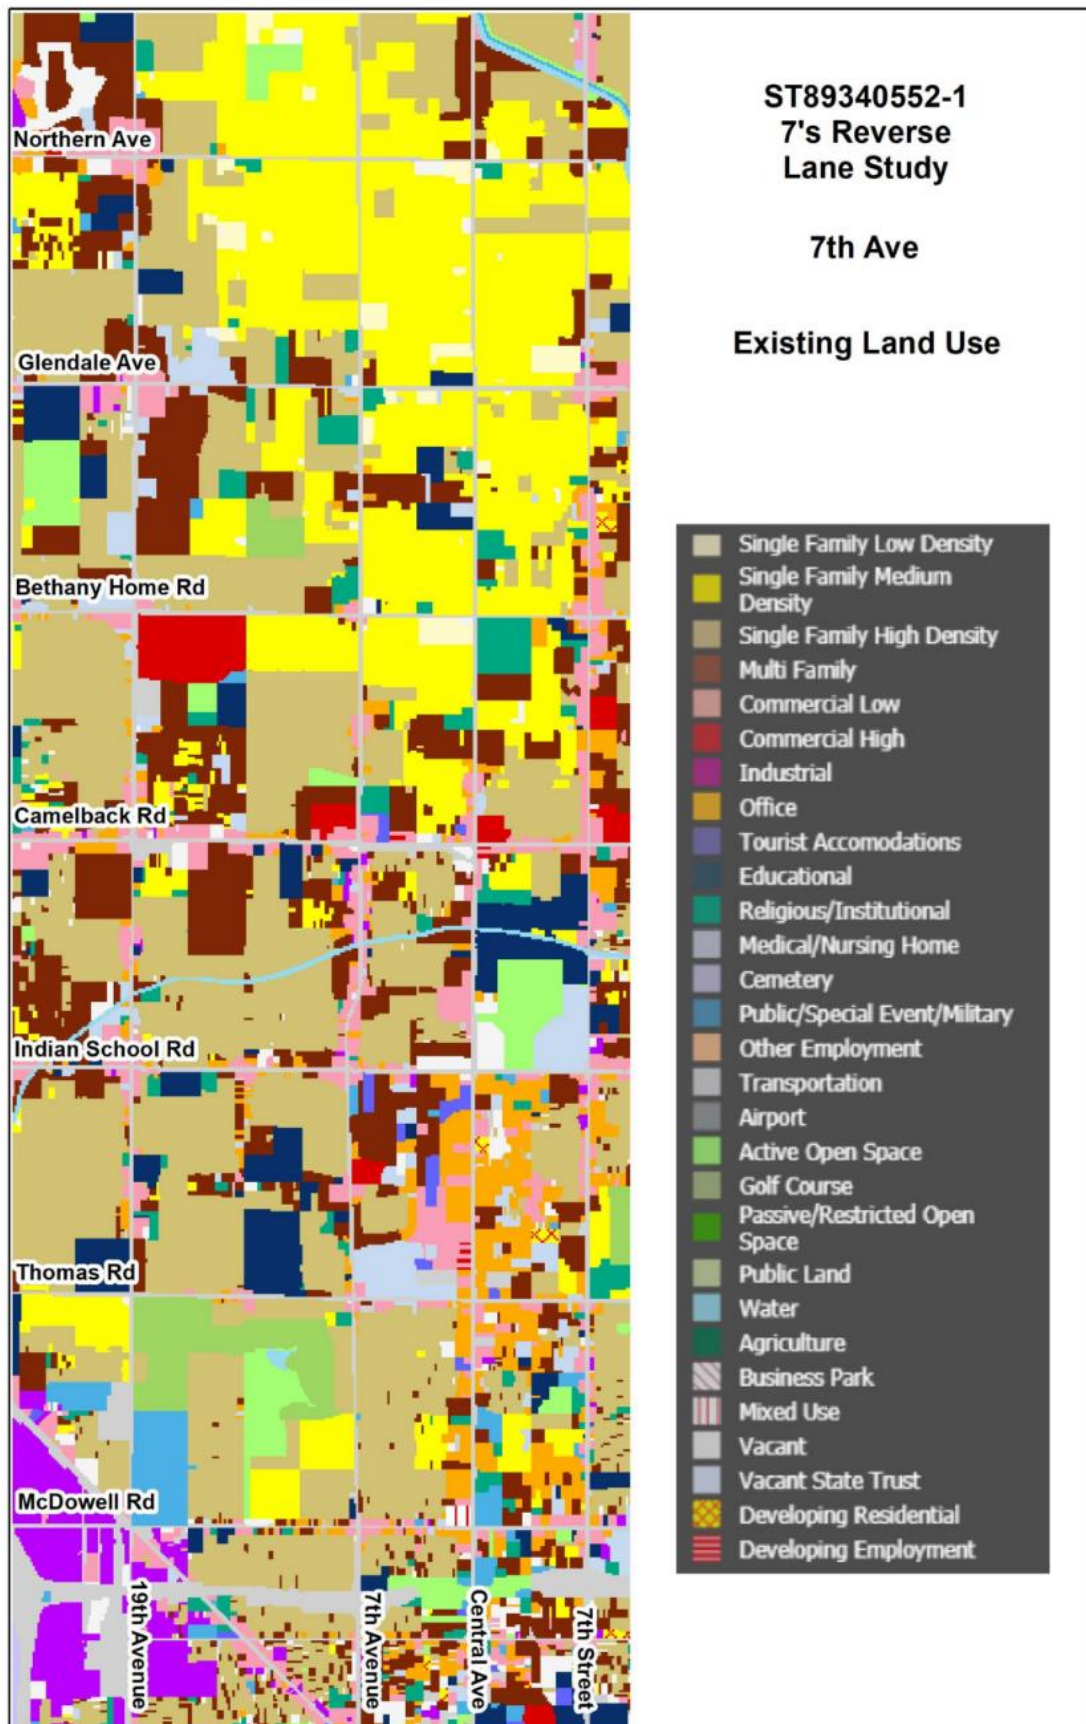 ST89340552-1
7's Reverse
Lane Study
7th Ave
Existing Land Use
Northern Ave
Glendale Ave
Bethany Home Rd
Camelback Rd
Indian School Rd
Thomas Rd
McDowell Rd
19th Avenue
7th Avenue
Central Ave
7th Street
Single Family Low Density
Single Family Medium
Density
Single Family High Density
Multi Family
Commercial Low
Commercial High
Industrial
Office
Tourist Accomodations
Educational
Religious/Institutional
Medical/Nursing Home
Cemetery
Public/Special Event/Military
Other Employment
Transportation
Airport
Active Open Space
Golf Course
Passive/Restricted Open
Space
Public Land
Water
Agriculture
Business Park
Mixed Use
Vacant
Vacant State Trust
Developing Residential
Developing Employment